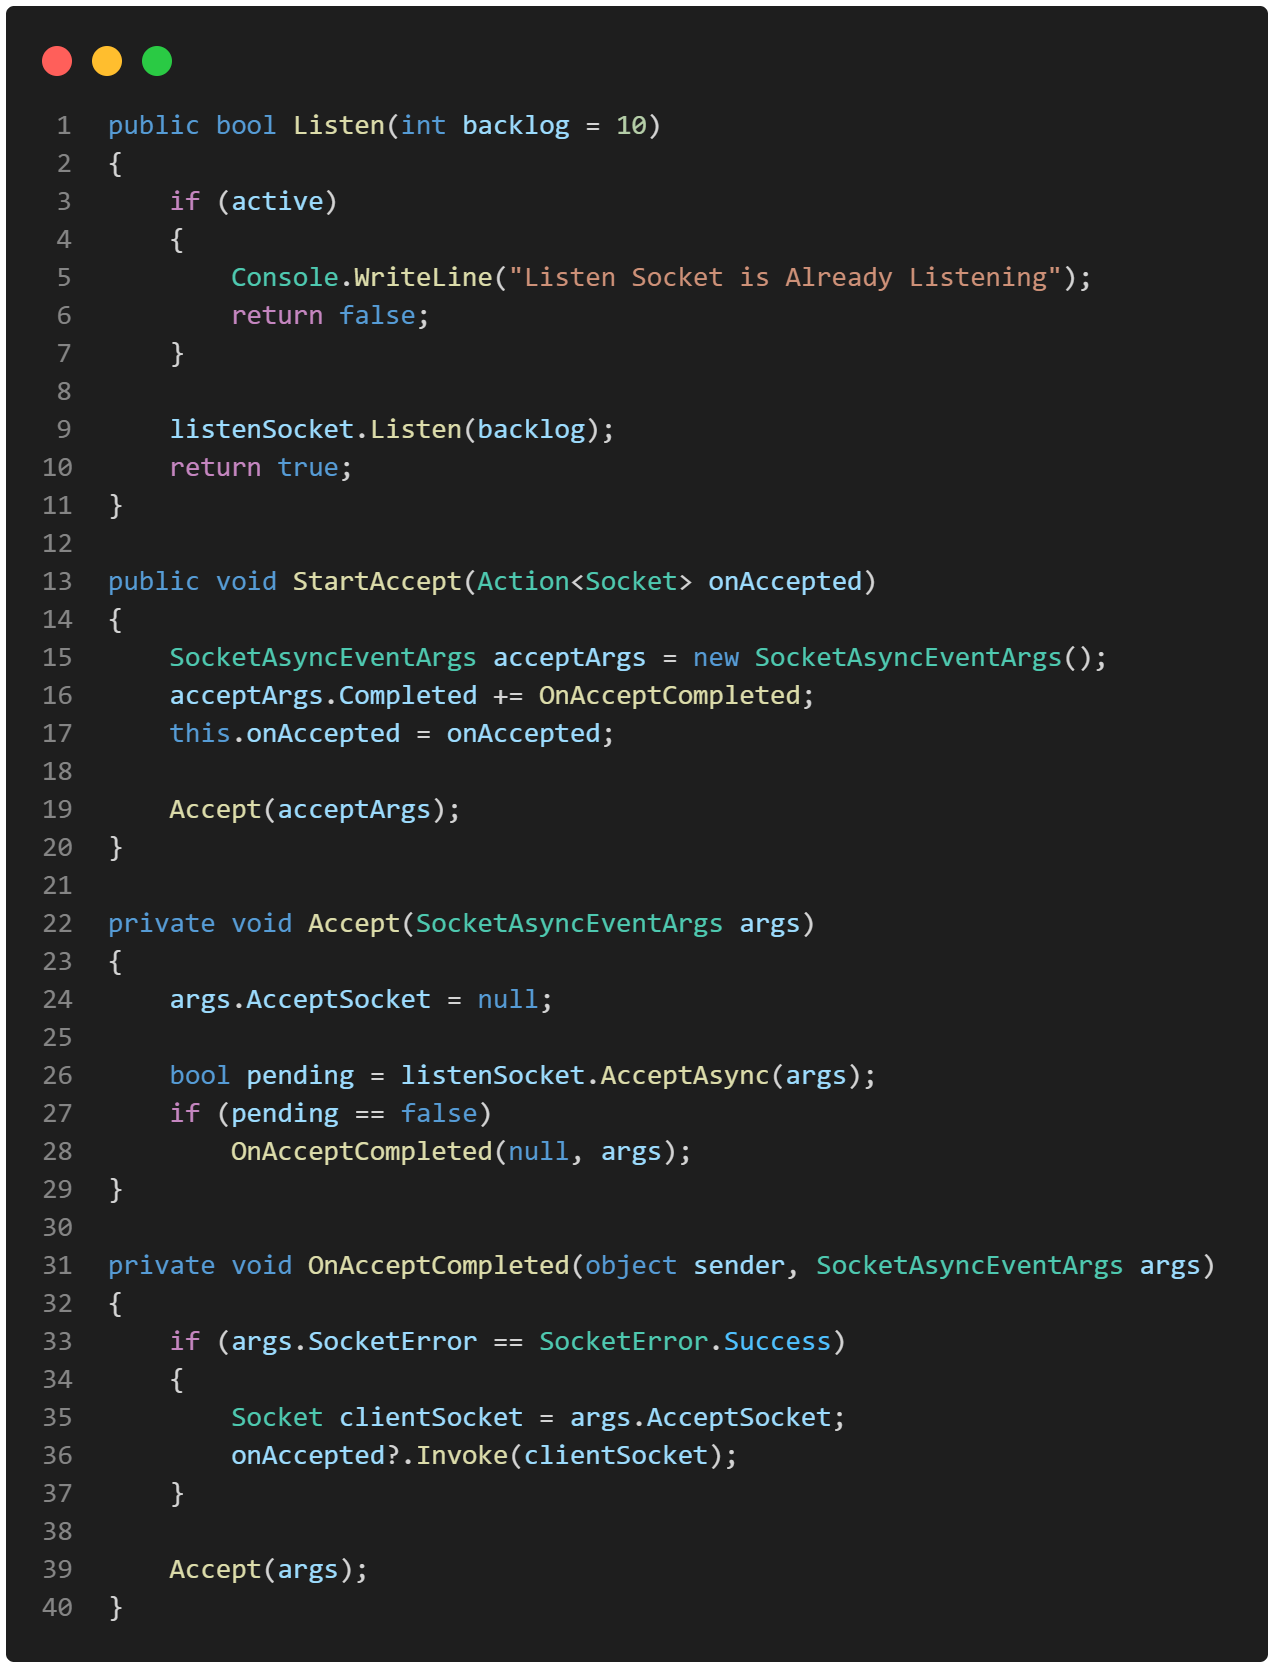 1 public bool Listen(int backlog = 10)
2 {
3     if (active)
4     {
5         Console.WriteLine("Listen Socket is Already Listening");
6         return false;
7     }
8
9     listenSocket.Listen(backlog);
10     return true;
11 }
12
13 public void StartAccept(Action<Socket> onAccepted)
14 {
15     SocketAsyncEventArgs acceptArgs = new SocketAsyncEventArgs();
16     acceptArgs.Completed += OnAcceptCompleted;
17     this.onAccepted = onAccepted;
18
19     Accept(acceptArgs);
20 }
21
22 private void Accept(SocketAsyncEventArgs args)
23 {
24     args.AcceptSocket = null;
25
26     bool pending = listenSocket.AcceptAsync(args);
27     if (pending == false)
28         OnAcceptCompleted(null, args);
29 }
30
31 private void OnAcceptCompleted(object sender, SocketAsyncEventArgs args)
32 {
33     if (args.SocketError == SocketError.Success)
34     {
35         Socket clientSocket = args.AcceptSocket;
36         onAccepted?.Invoke(clientSocket);
37     }
38
39     Accept(args);
40 }